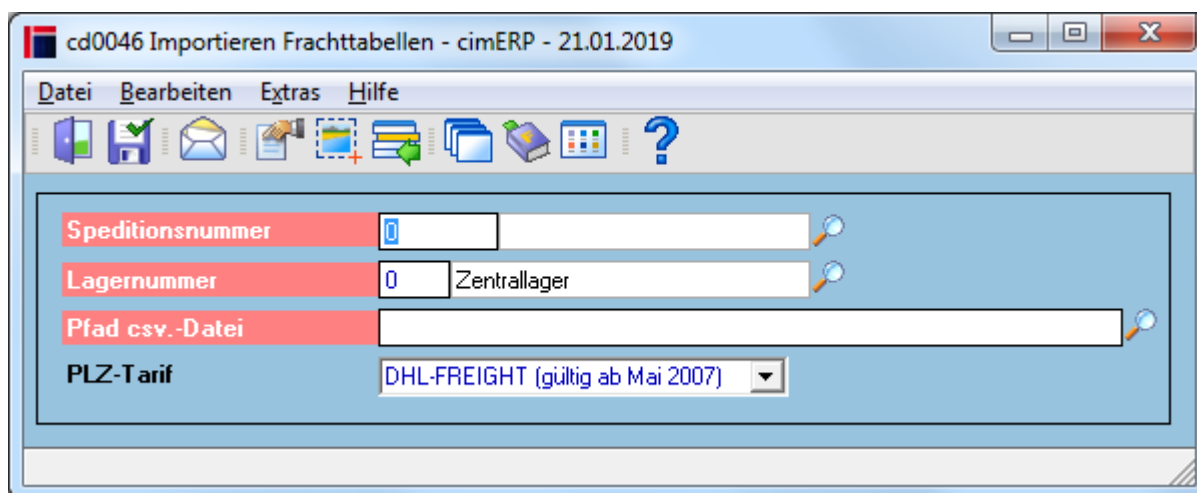 cd0046 Importieren Frachttabellen - cimERP - 21.01.2019
Datei Bearbeiten Extras Hilfe
Speditionsnummer 0
Lagernummer 0 Zentrallager
Pfad csv.-Datei
PLZ-Tarif DHL-FREIGHT (gültig ab Mai 2007)